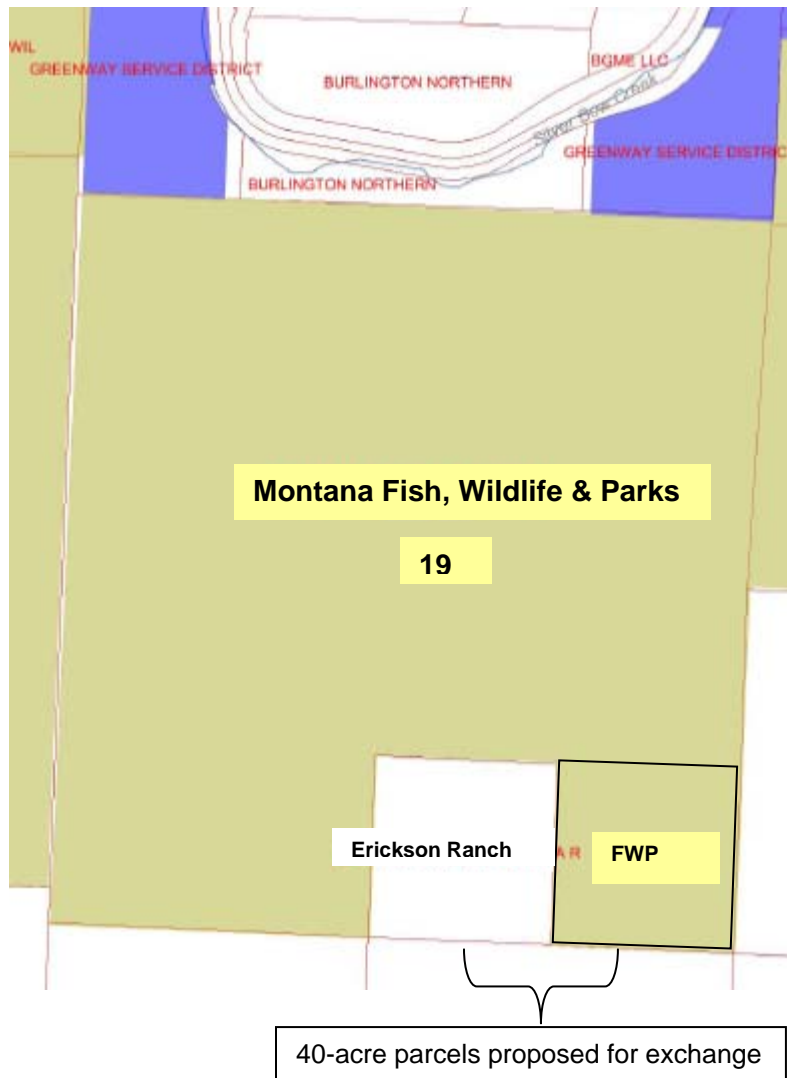 WIL
GREENWAY SERVICE DISTRICT
BURLINGTON NORTHERN
BGME LLC
Silver Bow Creek
GREENWAY SERVICE DISTRIC
BURLINGTON NORTHERN
Montana Fish, Wildlife & Parks
19
Erickson Ranch
A R
FWP
40-acre parcels proposed for exchange